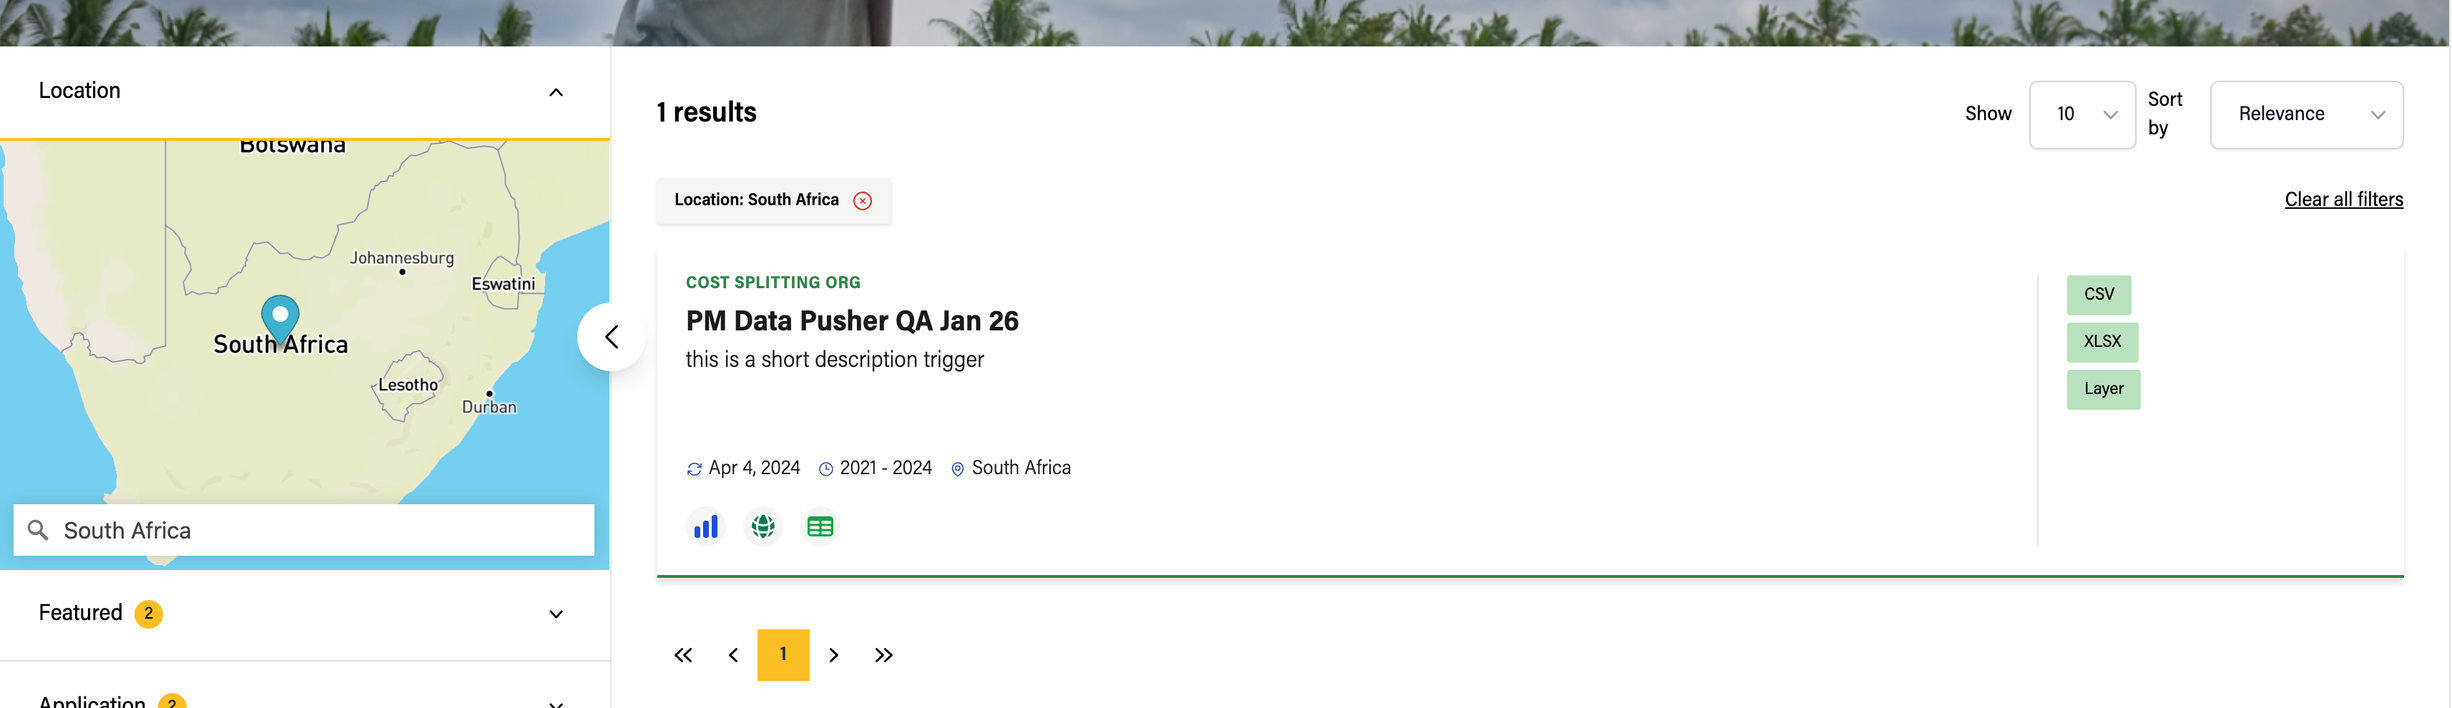 Location
Botswana
Johannesburg
Eswatini
South Africa
Lesotho
Durban
South Africa
Featured 2
Application 2
1 results
Show 10 Sort by Relevance
Location: South Africa
Clear all filters
COST SPLITTING ORG
PM Data Pusher QA Jan 26
this is a short description trigger
Apr 4, 2024 2021 - 2024 South Africa
CSV
XLSX
Layer
1